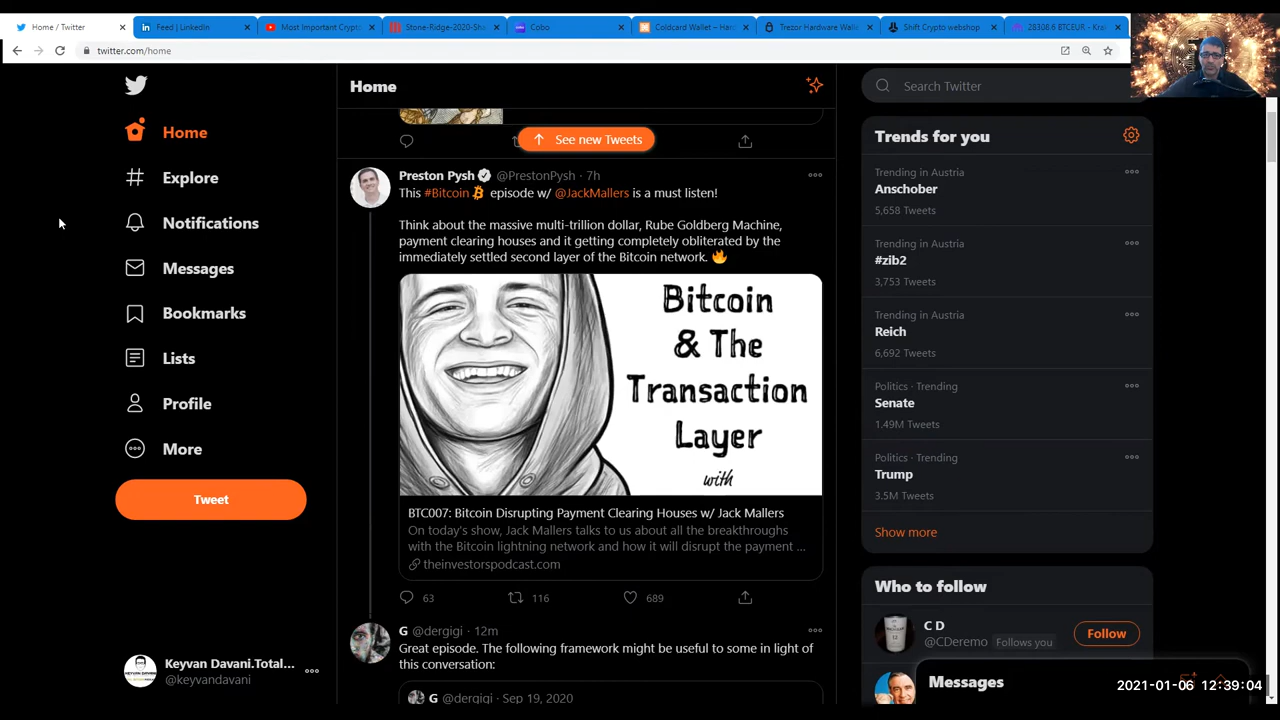 Home / Twitter
Feed | LinkedIn
Most Important Crypto
Stone-Ridge-2020-Sha
Cobo
Coldcard Wallet – Hard
Trezor Hardware Walle
Shift Crypto webshop
28308.6 BTCEUR - Krak
twitter.com/home
Home
Explore
Notifications
Messages
Bookmarks
Lists
Profile
More
Tweet
Keyvan Davani.Total...
@keyvandavani
Home
See new Tweets
Preston Pysh @PrestonPysh · 7h
This #Bitcoin episode w/ @JackMallers is a must listen!
Think about the massive multi-trillion dollar, Rube Goldberg Machine,
payment clearing houses and it getting completely obliterated by the
immediately settled second layer of the Bitcoin network. 🔥
Bitcoin
& The
Transaction
Layer
with
BTC007: Bitcoin Disrupting Payment Clearing Houses w/ Jack Mallers
On today's show, Jack Mallers talks to us about all the breakthroughs
with the Bitcoin lightning network and how it will disrupt the payment ...
theinvestorspodcast.com
63 116 689
G @dergigi · 12m
Great episode. The following framework might be useful to some in light of
this conversation:
G @dergigi · Sep 19, 2020
Search Twitter
Trends for you
Trending in Austria
Anschober
5,658 Tweets
Trending in Austria
#zib2
3,753 Tweets
Trending in Austria
Reich
6,692 Tweets
Politics · Trending
Senate
1.49M Tweets
Politics · Trending
Trump
3.5M Tweets
Show more
Who to follow
C D
@CDeremo Follows you
Follow
Messages
2021-01-06 12:39:04